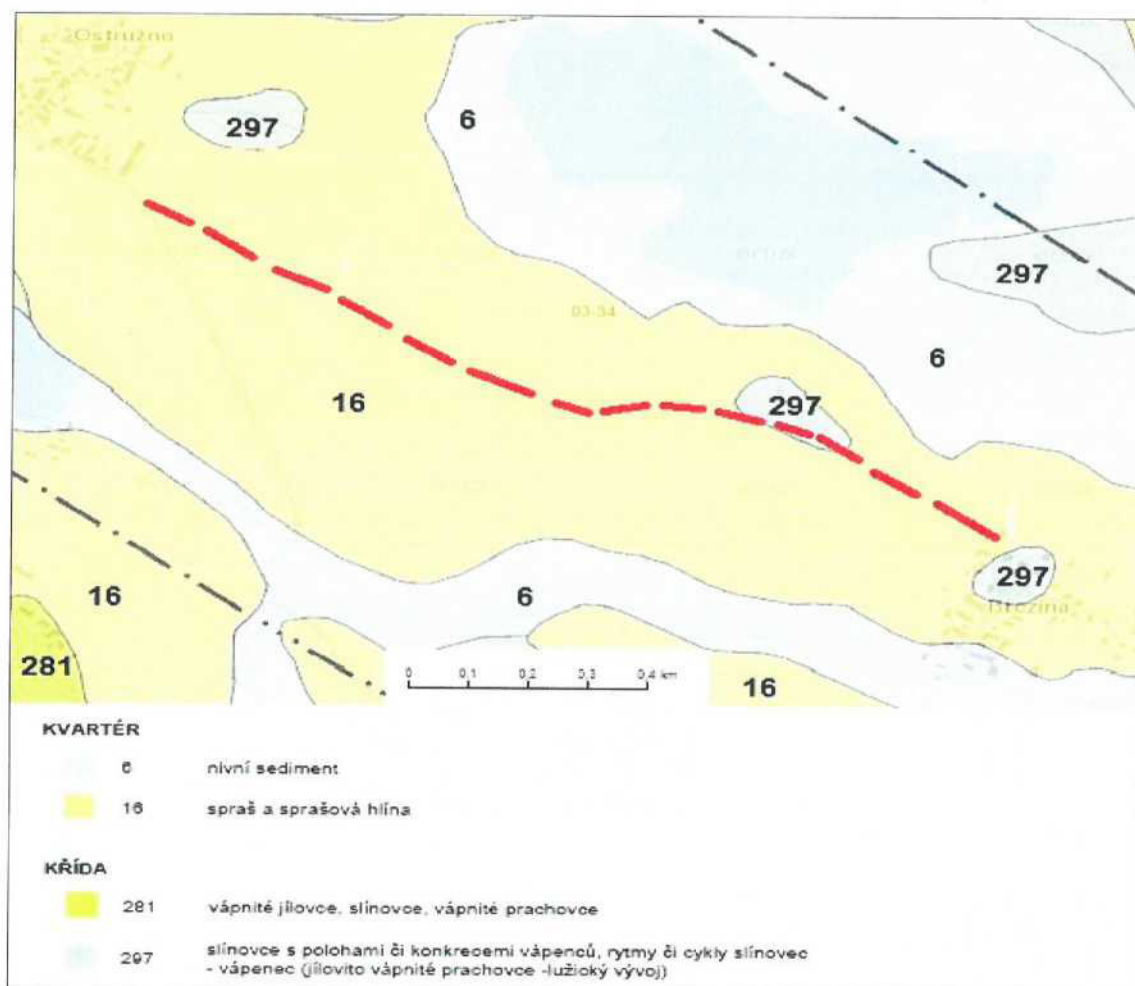 Ostružno
297
6
297
03-34
6
16
297
297
Březina
6
16
281
16
0 0,1 0,2 0,3 0,4 km
KVARTÉR
6 nivní sediment
16 spraš a sprašová hlína
KŘÍDA
281 vápnité jílovce, slínovce, vápnité prachovce
297 slínovce s polohami či konkrecemi vápenců, rytmy či cykly slínovec
- vápenec (jílovito vápnité prachovce -lužický vývoj)